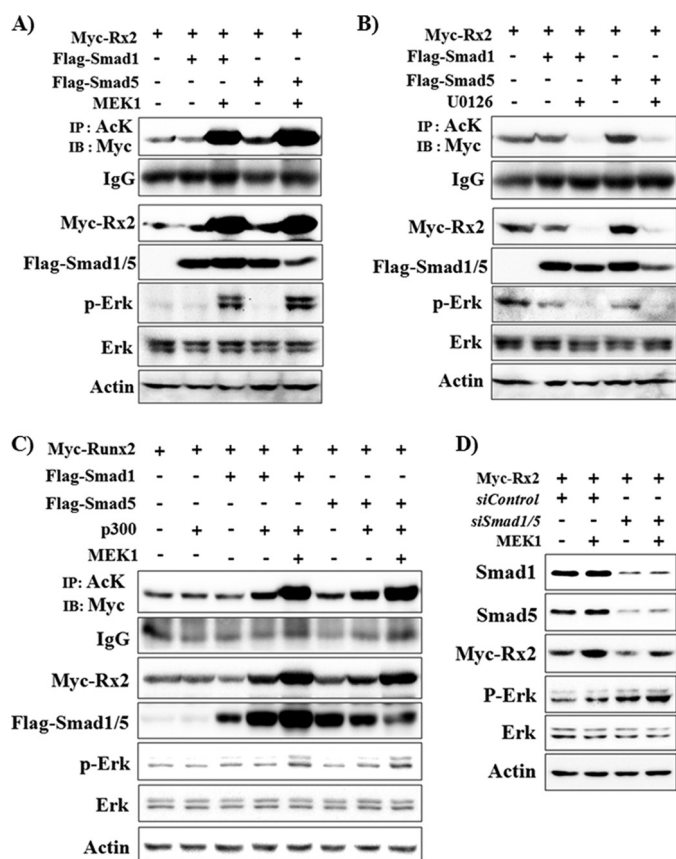 A)
Myc-Rx2 + + + + +
Flag-Smad1 - + + - -
Flag-Smad5 - - - + +
MEK1 - - + - +
IP : AcK
IB : Myc
IgG
Myc-Rx2
Flag-Smad1/5
p-Erk
Erk
Actin
B)
Myc-Rx2 + + + + +
Flag-Smad1 - + + - -
Flag-Smad5 - - - + +
U0126 - - + - +
IP : AcK
IB : Myc
IgG
Myc-Rx2
Flag-Smad1/5
p-Erk
Erk
Actin
C)
Myc-Runx2 + + + + + + + +
Flag-Smad1 - - + + + - - -
Flag-Smad5 - - - - - + + +
p300 - + - + + - + +
MEK1 - - - - + - - +
IP: AcK
IB: Myc
IgG
Myc-Rx2
Flag-Smad1/5
p-Erk
Erk
Actin
D)
Myc-Rx2 + + + +
siControl + + - -
siSmad1/5 - - + +
MEK1 - + - +
Smad1
Smad5
Myc-Rx2
P-Erk
Erk
Actin